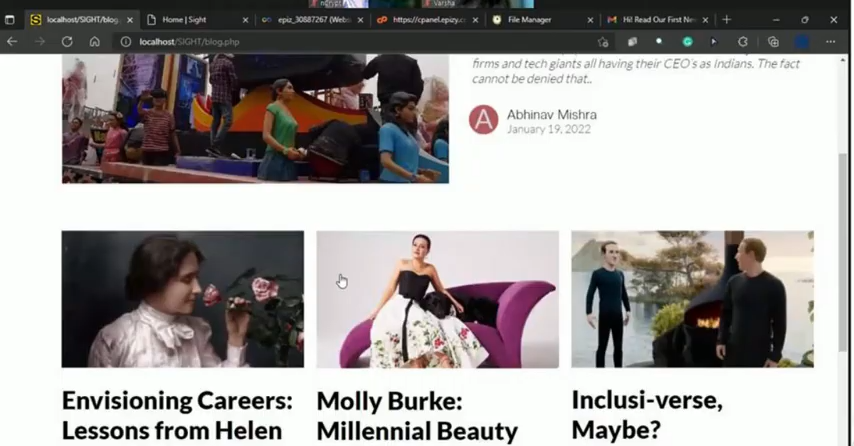 Varsha
localhost/SIGHT/blog.
Home | Sight
epiz_30887267 (Webs
https://cpanel.epizy.c
File Manager
Hi! Read Our First Ne
localhost/SIGHT/blog.php
firms and tech giants all having their CEO's as Indians. The fact
cannot be denied that..
A
Abhinav Mishra
January 19, 2022
Envisioning Careers:
Lessons from Helen
Molly Burke:
Millennial Beauty
Inclusi-verse,
Maybe?